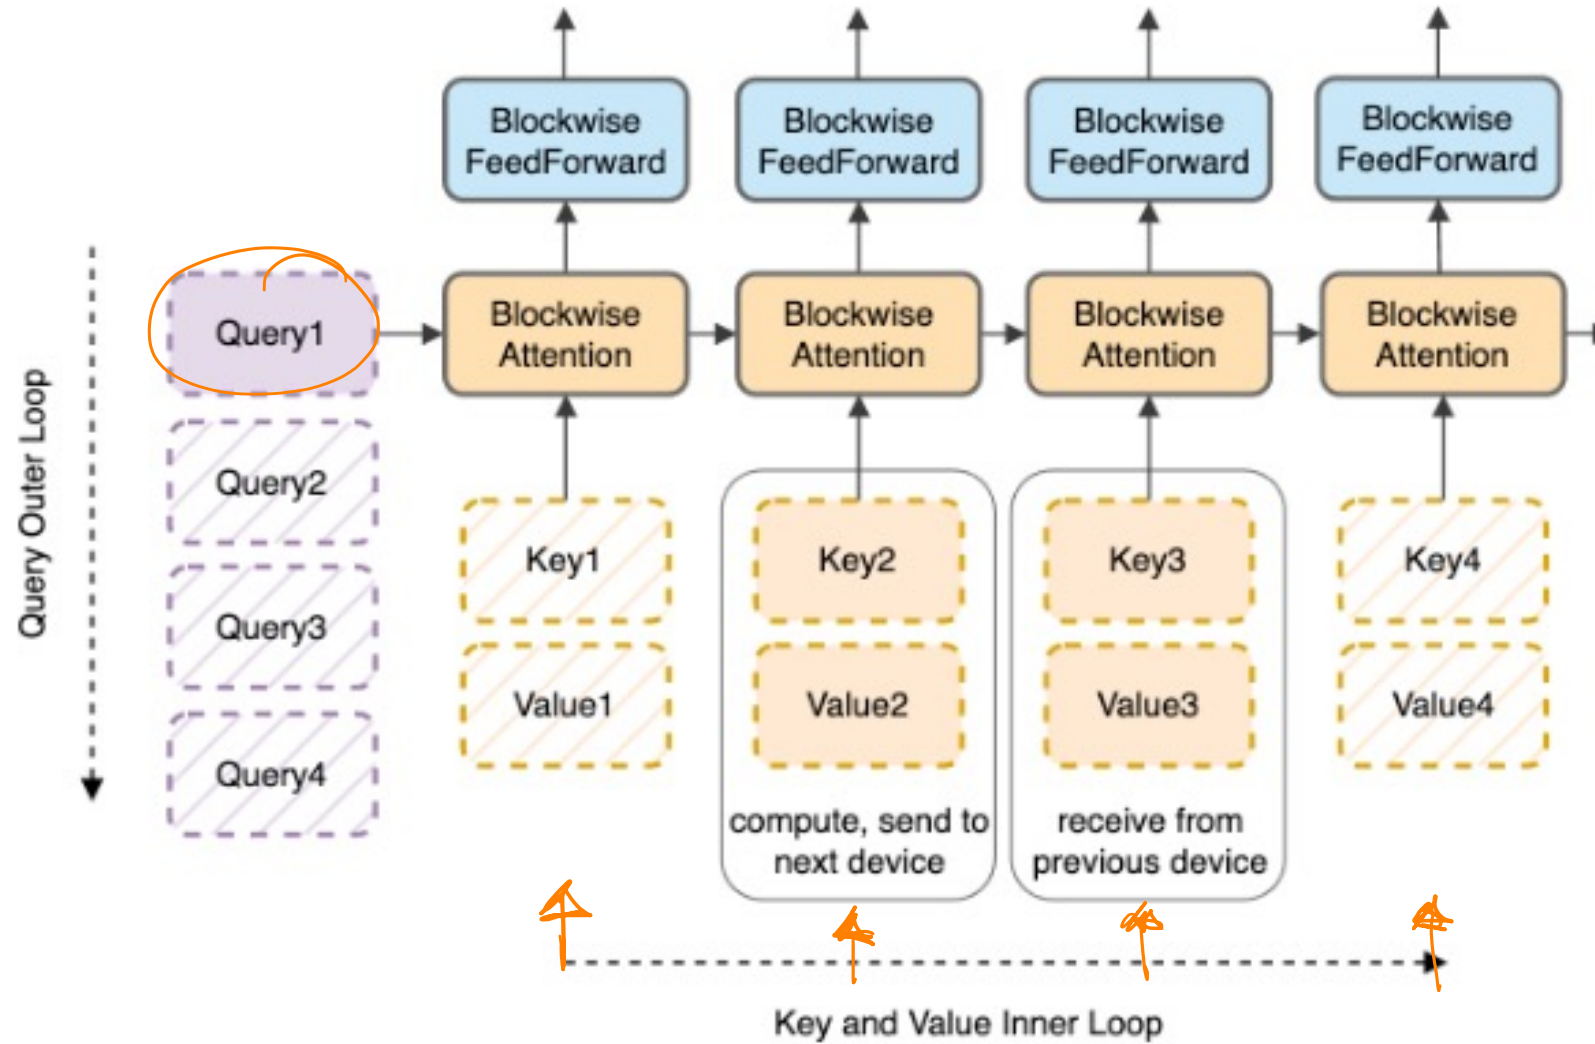 Blockwise
FeedForward
Blockwise
FeedForward
Blockwise
FeedForward
Blockwise
FeedForward
Query Outer Loop
Query1
Blockwise
Attention
Blockwise
Attention
Blockwise
Attention
Blockwise
Attention
Query2
Query3
Query4
Key1
Value1
Key2
Value2
compute, send to
next device
Key3
Value3
receive from
previous device
Key4
Value4
Key and Value Inner Loop